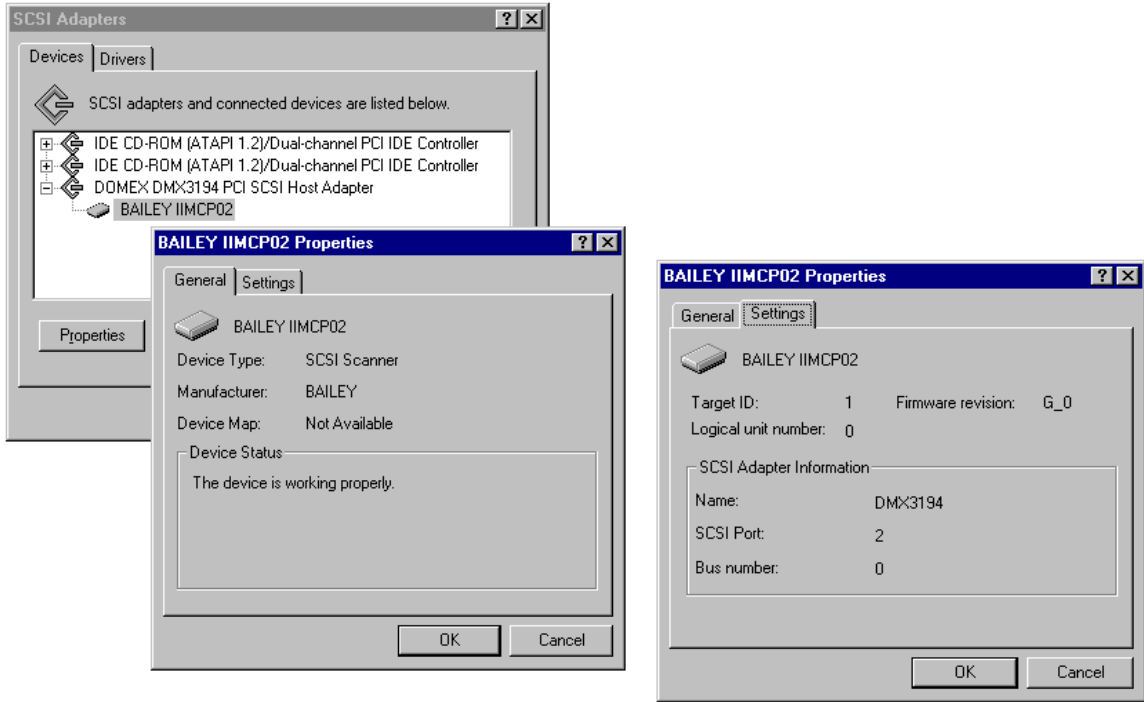 SCSI Adapters
Devices Drivers
SCSI adapters and connected devices are listed below.
IDE CD-ROM (ATAPI 1.2)/Dual-channel PCI IDE Controller
IDE CD-ROM (ATAPI 1.2)/Dual-channel PCI IDE Controller
DOMEX DMX3194 PCI SCSI Host Adapter
BAILEY IIMCP02
Properties
BAILEY IIMCP02 Properties
General Settings
BAILEY IIMCP02
Device Type: SCSI Scanner
Manufacturer: BAILEY
Device Map: Not Available
Device Status
The device is working properly.
OK Cancel
BAILEY IIMCP02 Properties
General Settings
BAILEY IIMCP02
Target ID: 1 Firmware revision: G_0
Logical unit number: 0
SCSI Adapter Information
Name: DMX3194
SCSI Port: 2
Bus number: 0
OK Cancel